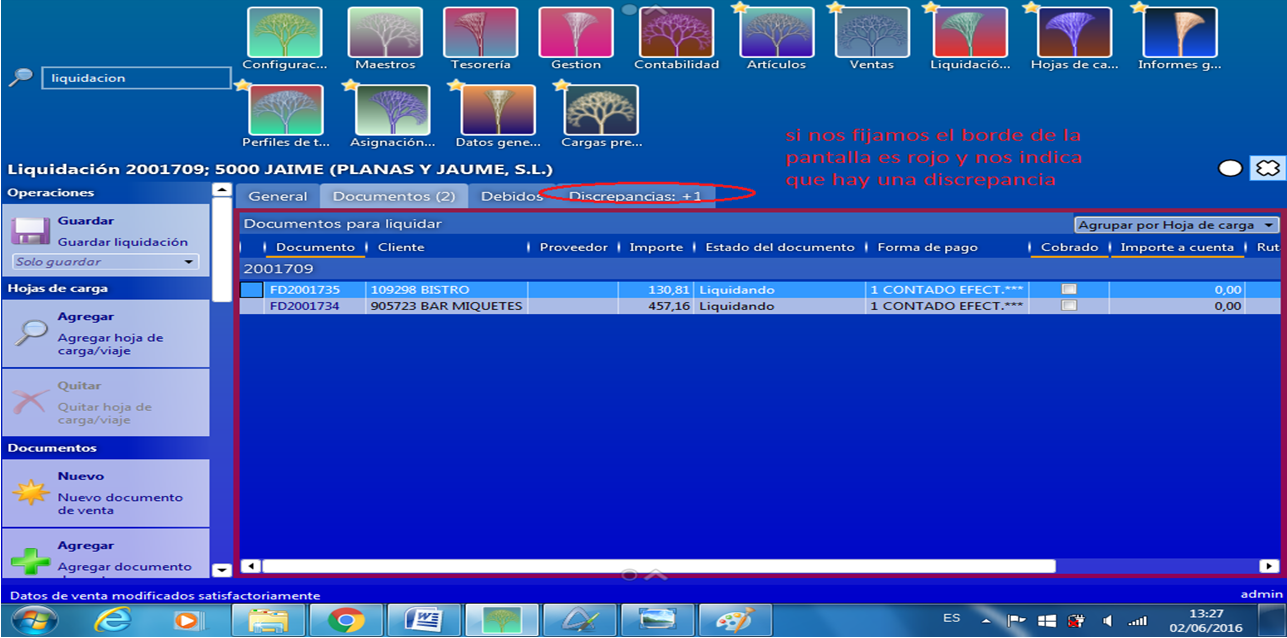 Configurac...
Maestros
Tesorería
Gestion
Contabilidad
Artículos
Ventas
Liquidació...
Hojas de ca...
Informes g...
liquidacion
Perfiles de t...
Asignación...
Datos gene...
Cargas pre...
si nos fijamos el borde de la
pantalla es rojo y nos indica
que hay una discrepancia
Liquidación 2001709; 5000 JAIME (PLANAS Y JAUME, S.L.)
Operaciones
Guardar
Guardar liquidación
Solo guardar
Hojas de carga
Agregar
Agregar hoja de
carga/viaje
Quitar
Quitar hoja de
carga/viaje
Documentos
Nuevo
Nuevo documento
de venta
Agregar
Agregar documento
General Documentos (2) Debidos Discrepancias: +1
Documentos para liquidar
Agrupar por Hoja de carga
Documento Cliente Proveedor Importe Estado del documento Forma de pago Cobrado Importe a cuenta Rut
2001709
FD2001735 109298 BISTRO 130,81 Liquidando 1 CONTADO EFECT.*** 0,00
FD2001734 905723 BAR MIQUETES 457,16 Liquidando 1 CONTADO EFECT.*** 0,00
Datos de venta modificados satisfactoriamente
admin
ES
13:27
02/06/2016